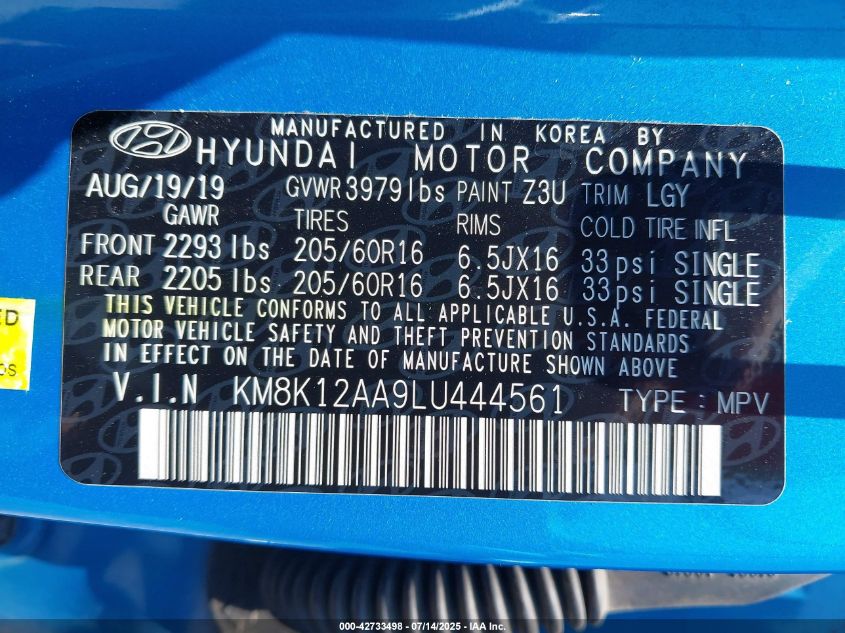 MANUFACTURED IN KOREA BY
HYUNDAI MOTOR COMPANY
AUG/19/19 GVWR 3979 lbs PAINT Z3U TRIM LGY
GAWR TIRES RIMS COLD TIRE INFL
FRONT 2293 lbs 205/60R16 6.5JX16 33 psi SINGLE
REAR 2205 lbs 205/60R16 6.5JX16 33 psi SINGLE
THIS VEHICLE CONFORMS TO ALL APPLICABLE U.S.A. FEDERAL
MOTOR VEHICLE SAFETY AND THEFT PREVENTION STANDARDS
IN EFFECT ON THE DATE OF MANUFACTURE SHOWN ABOVE
V.I.N KM8K12AA9LU444561 TYPE : MPV
000-42733498 - 07/14/2025 - IAA Inc.